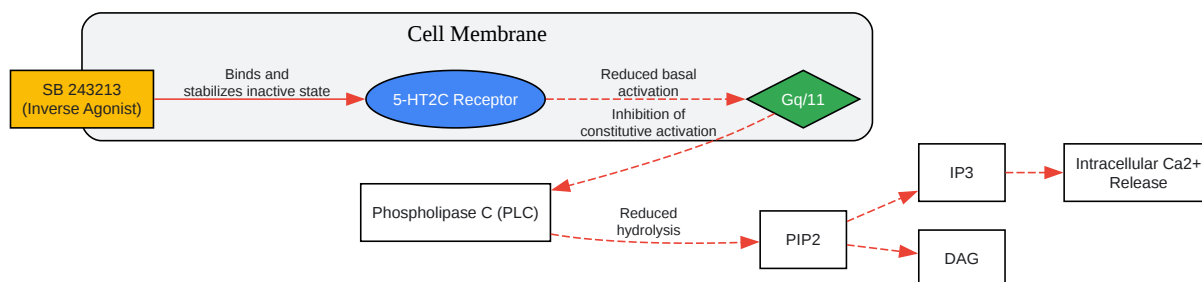 Cell Membrane
SB 243213
(Inverse Agonist)
Binds and
stabilizes inactive state
5-HT2C Receptor
Reduced basal
activation
Gq/11
Inhibition of
constitutive activation
Phospholipase C (PLC)
Reduced
hydrolysis
PIP2
IP3
Intracellular Ca2+
Release
DAG